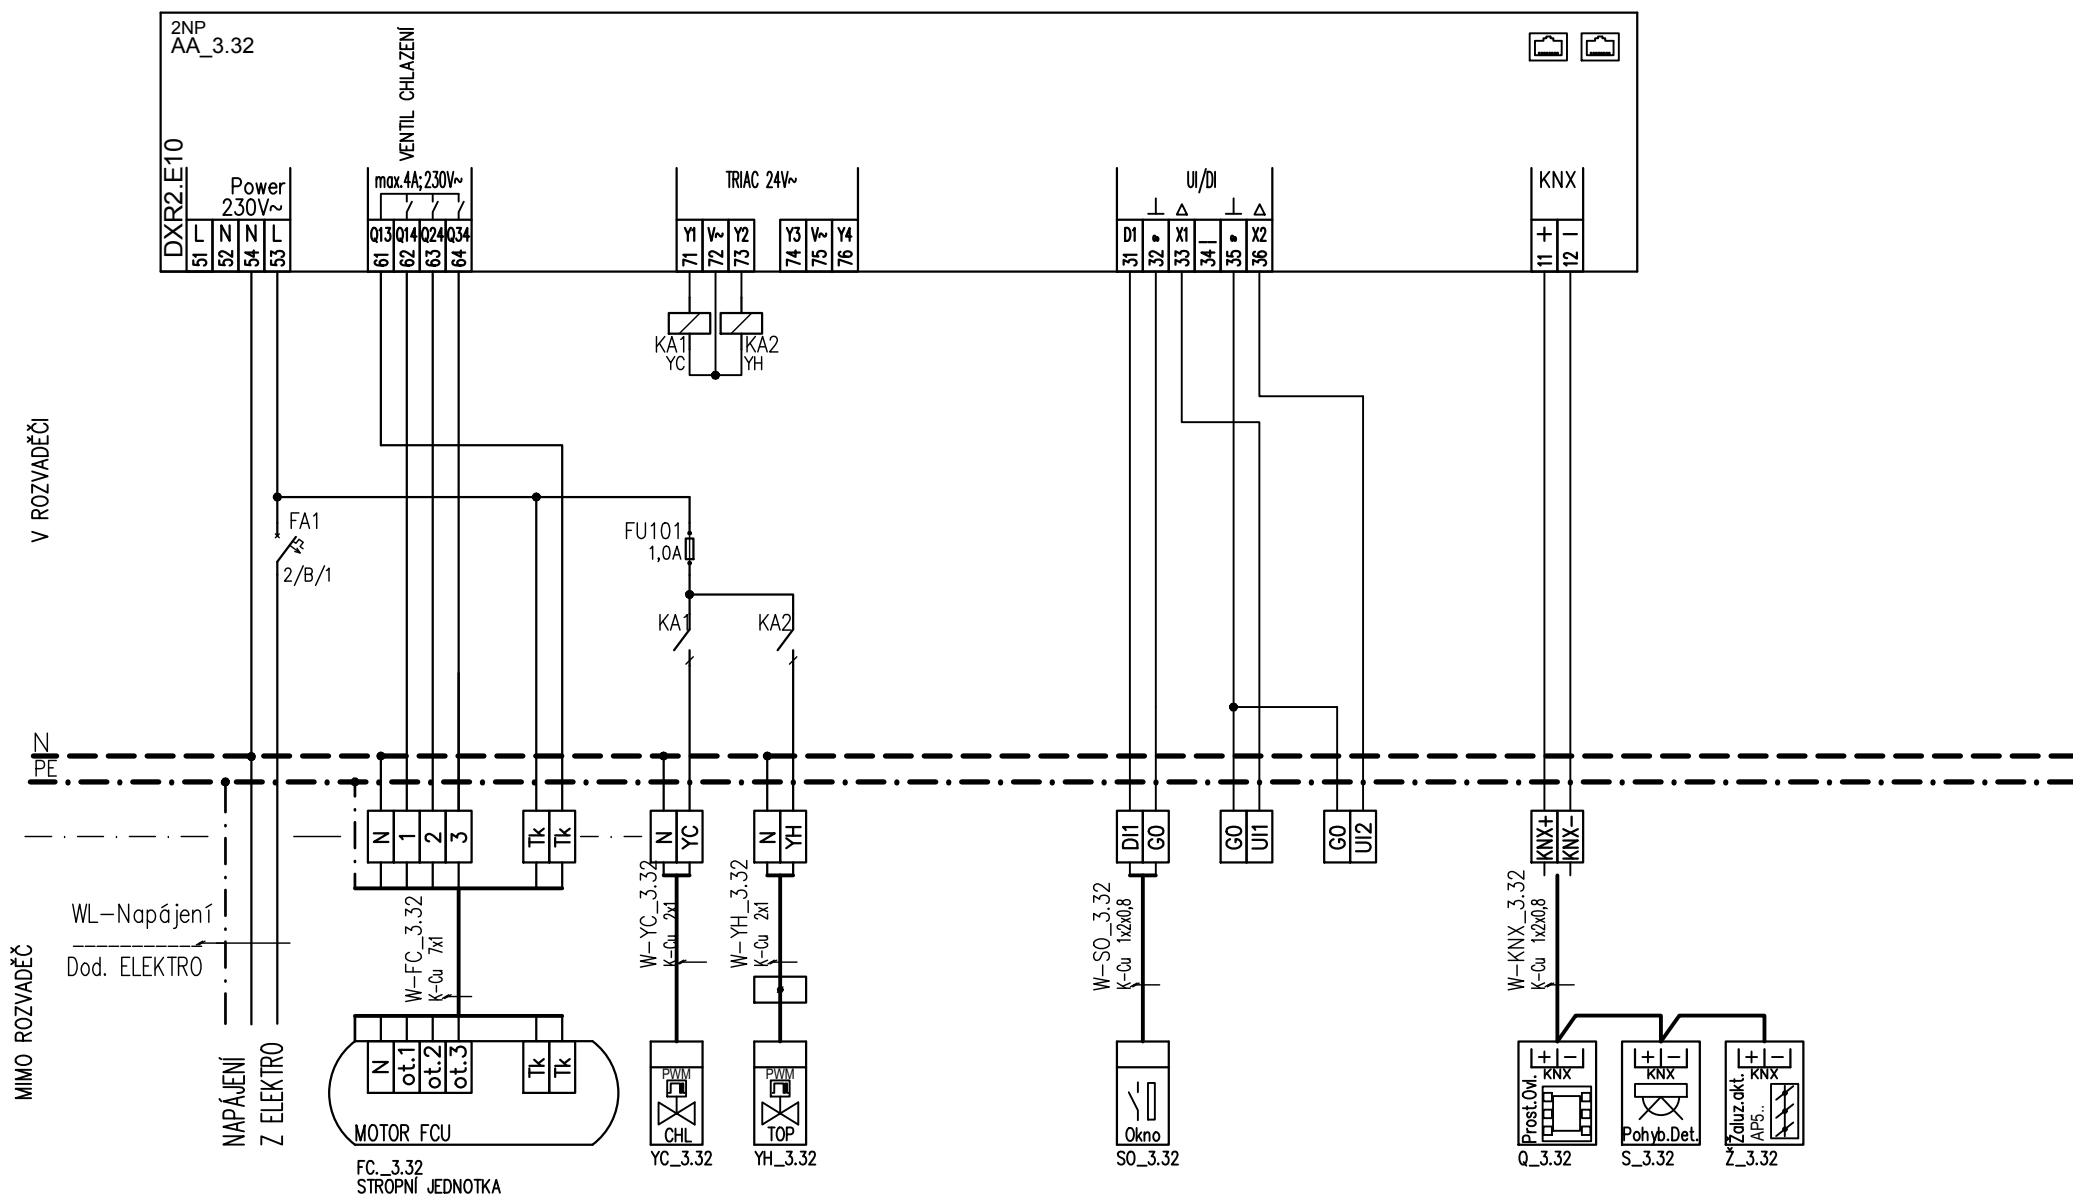 2NP
AA_3.32
DXR2.E10
Power
230V~
L N N L
51 52 54 53
VENTIL CHLAZENÍ
max.4A;230V~
Q13 Q14 Q24 Q34
61 62 63 64
TRIAC 24V~
Y1 V~ Y2 Y3 V~ Y4
71 72 73 74 75 76
UI/DI
D1 X1 X2
31 32 33 34 35 36
KNX
+ −
11 12
KA1
YC
KA2
YH
V ROZVADĚČI
FA1
2/B/1
FU101
1,0A
KA1
KA2
N
PE
N 1 2 3 Tk Tk
N YC
N YH
DI1 G0
G0 UI1
G0 UI2
KNX+ KNX-
WL-Napájení
Dod. ELEKTRO
MIMO ROZVADĚČ
NAPÁJENÍ
Z ELEKTRO
W-FC_3.32
K-Cu 7x1
W-YC_3.32
K-Cu 2x1
W-YH_3.32
K-Cu 2x1
W-SO_3.32
K-Cu 1x2x0,8
W-KNX_3.32
K-Cu 1x2x0,8
N ot.1 ot.2 ot.3 Tk Tk
MOTOR FCU
FC._3.32
STROPNÍ JEDNOTKA
PWM
CHL
YC_3.32
PWM
TOP
YH_3.32
Okno
SO_3.32
+ −
KNX
Prost.Ovl.
Q_3.32
+ −
KNX
Pohyb.Det.
S_3.32
+ −
KNX
Žaluz.akt.
AP5..
Ž_3.32